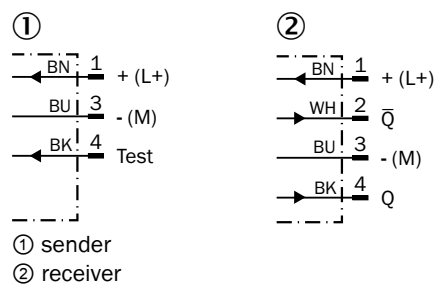 ①
BN 1 + (L+)
BU 3 - (M)
BK 4 Test
②
BN 1 + (L+)
WH 2 Q̅
BU 3 - (M)
BK 4 Q
① sender
② receiver